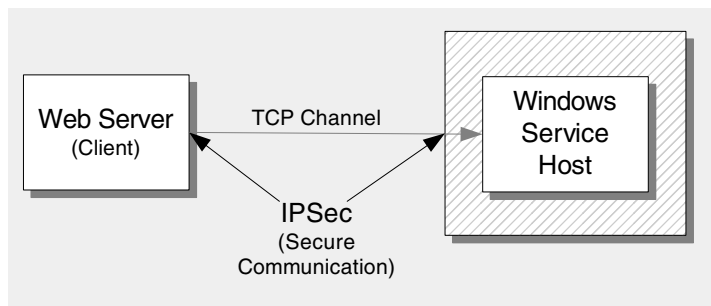 Web Server
(Client)
TCP Channel
Windows
Service
Host
IPSec
(Secure
Communication)